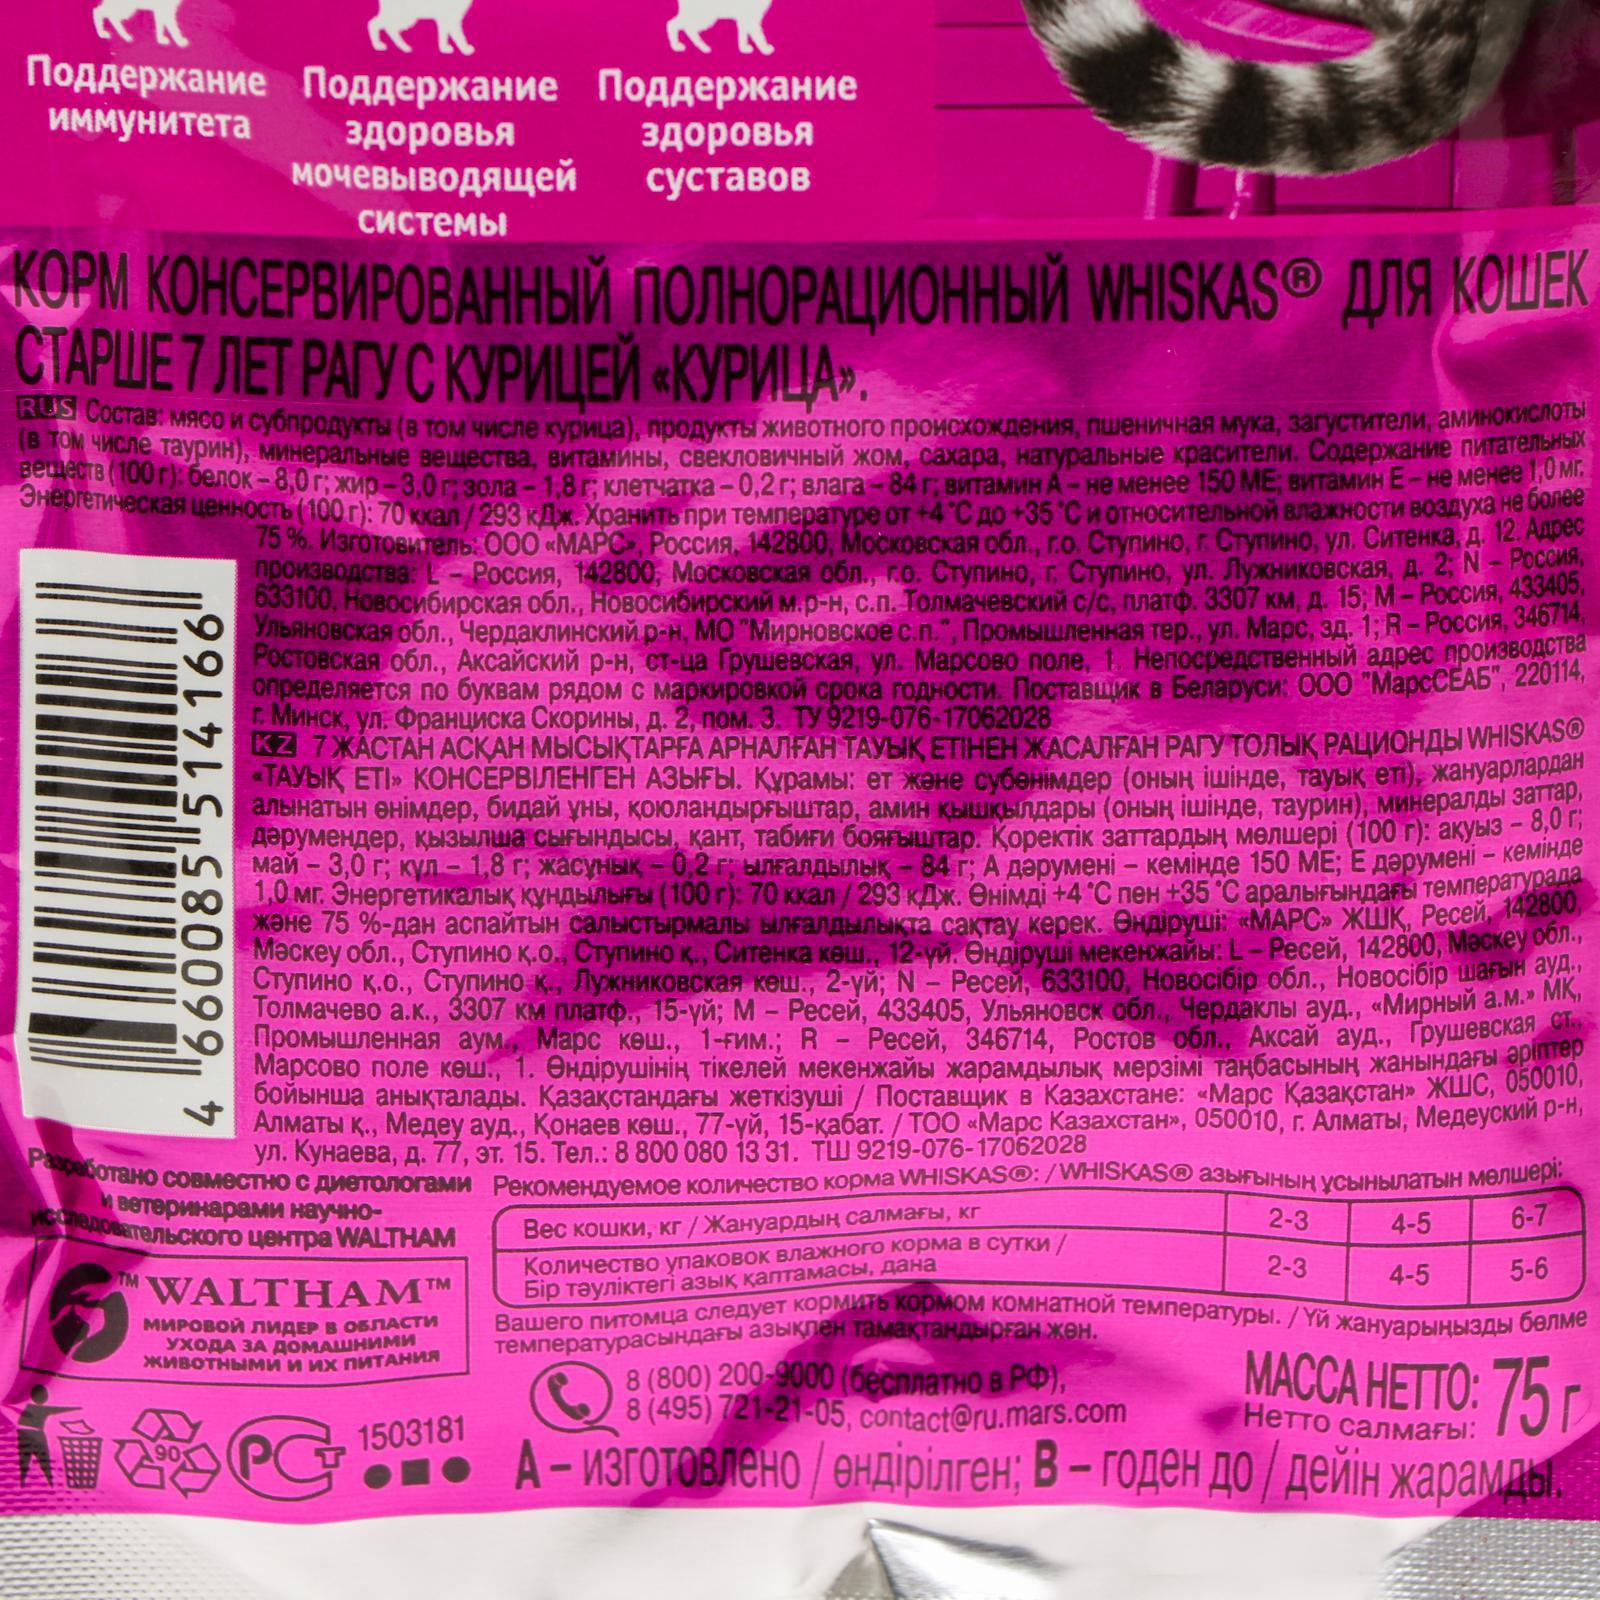 Поддержание
иммунитета
Поддержание
здоровья
мочевыводящей
системы
Поддержание
здоровья
суставов
КОРМ КОНСЕРВИРОВАННЫЙ ПОЛНОРАЦИОННЫЙ WHISKAS® ДЛЯ КОШЕК
СТАРШЕ 7 ЛЕТ РАГУ С КУРИЦЕЙ «КУРИЦА».
RUS Состав: мясо и субпродукты (в том числе курица), продукты животного происхождения, пшеничная мука, загустители, аминокислоты
(в том числе таурин), минеральные вещества, витамины, свекловичный жом, сахара, натуральные красители. Содержание питательных
веществ (100 г): белок – 8,0 г; жир – 3,0 г; зола – 1,8 г; клетчатка – 0,2 г; влага – 84 г; витамин А – не менее 150 МЕ; витамин Е – не менее 1,0 мг.
Энергетическая ценность (100 г): 70 ккал / 293 кДж. Хранить при температуре от +4 °C до +35 °C и относительной влажности воздуха не более
75 %. Изготовитель: ООО «МАРС», Россия, 142800, Московская обл., г.о. Ступино, г. Ступино, ул. Ситенка, д. 12. Адрес
производства: L – Россия, 142800, Московская обл., г.о. Ступино, г. Ступино, ул. Лужниковская, д. 2; N – Россия,
633100, Новосибирская обл., Новосибирский м.р-н, с.п. Толмачевский с/с, платф. 3307 км, д. 15; M – Россия, 433405,
Ульяновская обл., Чердаклинский р-н, МО "Мирновское с.п.", Промышленная тер., ул. Марс, зд. 1; R – Россия, 346714,
Ростовская обл., Аксайский р-н, ст-ца Грушевская, ул. Марсово поле, 1. Непосредственный адрес производства
определяется по буквам рядом с маркировкой срока годности. Поставщик в Беларуси: ООО "МарсСЕАБ", 220114,
г. Минск, ул. Франциска Скорины, д. 2, пом. 3. ТУ 9219-076-17062028
KZ 7 ЖАСТАН АСҚАН МЫСЫҚТАРҒА АРНАЛҒАН ТАУЫҚ ЕТІНЕН ЖАСАЛҒАН РАГУ ТОЛЫҚ РАЦИОНДЫ WHISKAS®
«ТАУЫҚ ЕТІ» КОНСЕРВІЛЕНГЕН АЗЫҒЫ. Құрамы: ет және субөнімдер (оның ішінде, тауық еті), жануарлардан
алынатын өнімдер, бидай ұны, қоюландырғыштар, амин қышқылдары (оның ішінде, таурин), минералды заттар,
дәрумендер, қызылша сығындысы, қант, табиғи бояғыштар. Қоректік заттардың мөлшері (100 г): ақуыз – 8,0 г;
май – 3,0 г; күл – 1,8 г; жасұнық – 0,2 г; ылғалдылық – 84 г; А дәрумені – кемінде 150 МЕ; Е дәрумені – кемінде
1,0 мг. Энергетикалық құндылығы (100 г): 70 ккал / 293 кДж. Өнімді +4 °C пен +35 °C аралығындағы температурада
және 75 %-дан аспайтын салыстырмалы ылғалдылықта сақтау керек. Өндіруші: «МАРС» ЖШҚ, Ресей, 142800,
Мәскеу обл., Ступино қ.о., Ступино қ., Ситенка көш., 12-үй. Өндіруші мекенжайы: L – Ресей, 142800, Мәскеу обл.,
Ступино қ.о., Ступино қ., Лужниковская көш., 2-үй; N – Ресей, 633100, Новосібір обл., Новосібір шағын ауд.,
Толмачево а.к., 3307 км платф., 15-үй; M – Ресей, 433405, Ульяновск обл., Чердаклы ауд., «Мирный а.м.» МҚ,
Промышленная аум., Марс көш., 1-ғим.; R – Ресей, 346714, Ростов обл., Аксай ауд., Грушевская ст.,
Марсово поле көш., 1. Өндірушінің тікелей мекенжайы жарамдылық мерзімі таңбасының жанындағы әріптер
бойынша анықталады. Қазақстандағы жеткізуші / Поставщик в Казахстане: «Марс Қазақстан» ЖШС, 050010,
Алматы қ., Медеу ауд., Қонаев көш., 77-үй, 15-қабат. / ТОО «Марс Казахстан», 050010, г. Алматы, Медеуский р-н,
ул. Кунаева, д. 77, эт. 15. Тел.: 8 800 080 13 31. ТШ 9219-076-17062028
4 660085 514166
Разработано совместно с диетологами
и ветеринарами научно-
исследовательского центра WALTHAM
™ WALTHAM™
МИРОВОЙ ЛИДЕР В ОБЛАСТИ
УХОДА ЗА ДОМАШНИМИ
ЖИВОТНЫМИ И ИХ ПИТАНИЯ
Рекомендуемое количество корма WHISKAS®: / WHISKAS® азығының ұсынылатын мөлшері:
Вес кошки, кг / Жануардың салмағы, кг 2-3 4-5 6-7
Количество упаковок влажного корма в сутки /
Бір тәуліктегі азық қаптамасы, дана 2-3 4-5 5-6
Вашего питомца следует кормить кормом комнатной температуры. / Үй жануарыңызды бөлме
температурасындағы азықпен тамақтандырған жөн.
8 (800) 200-9000 (бесплатно в РФ),
8 (495) 721-21-05, contact@ru.mars.com
МАССА НЕТТО: 75 г
Нетто салмағы:
90
РСТ
1503181
А – изготовлено / өндірілген; В – годен до / дейін жарамды.